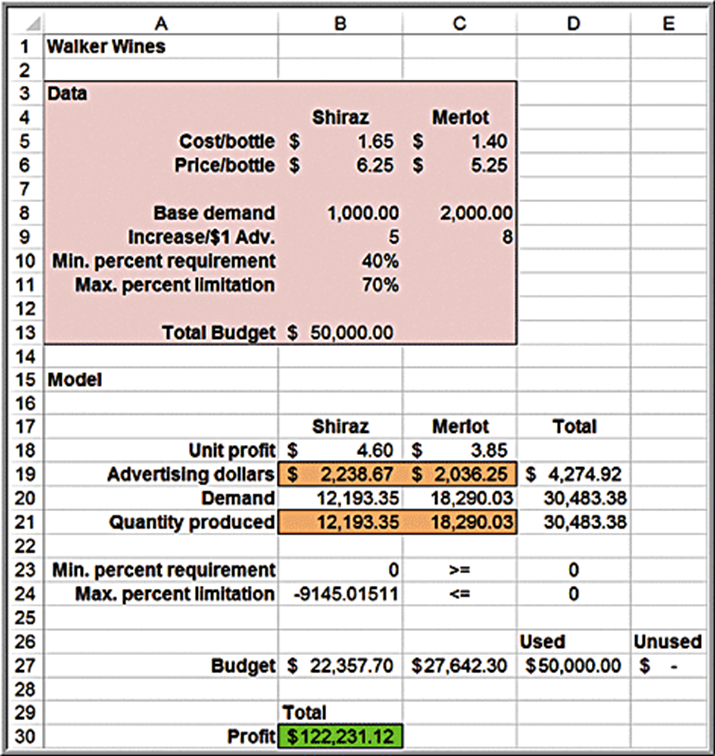 A B C D E
1 Walker Wines
2
3 Data
4 Shiraz Merlot
5 Cost/bottle $ 1.65 $ 1.40
6 Price/bottle $ 6.25 $ 5.25
7
8 Base demand 1,000.00 2,000.00
9 Increase/$1 Adv. 5 8
10 Min. percent requirement 40%
11 Max. percent limitation 70%
12
13 Total Budget $ 50,000.00
14
15 Model
16
17 Shiraz Merlot Total
18 Unit profit $ 4.60 $ 3.85
19 Advertising dollars $ 2,238.67 $ 2,036.25 $ 4,274.92
20 Demand 12,193.35 18,290.03 30,483.38
21 Quantity produced 12,193.35 18,290.03 30,483.38
22
23 Min. percent requirement 0 >= 0
24 Max. percent limitation -9145.01511 <= 0
25
26 Used Unused
27 Budget $ 22,357.70 $27,642.30 $50,000.00 $ -
28
29 Total
30 Profit $122,231.12